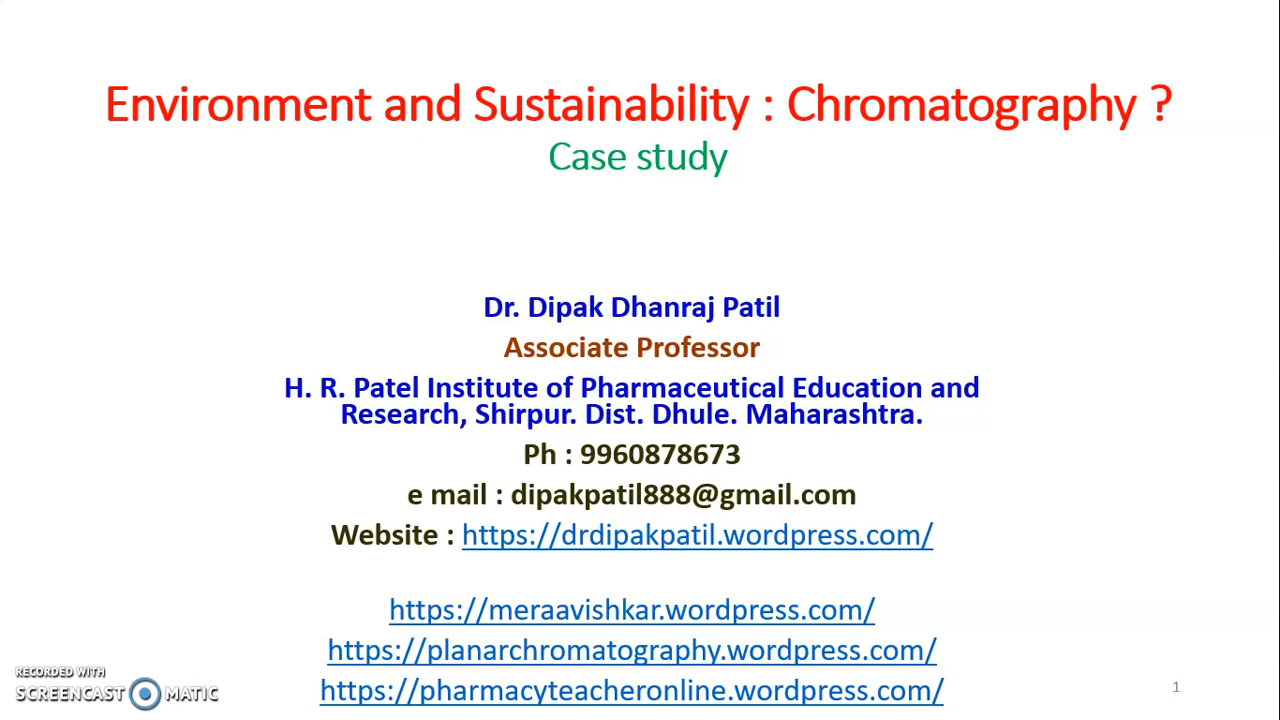 Environment and Sustainability : Chromatography ?
Case study
Dr. Dipak Dhanraj Patil
Associate Professor
H. R. Patel Institute of Pharmaceutical Education and
Research, Shirpur. Dist. Dhule. Maharashtra.
Ph : 9960878673
e mail : dipakpatil888@gmail.com
Website : https://drdipakpatil.wordpress.com/
https://meraavishkar.wordpress.com/
https://planarchromatography.wordpress.com/
https://pharmacyteacheronline.wordpress.com/
RECORDED WITH
SCREENCAST MATIC
1